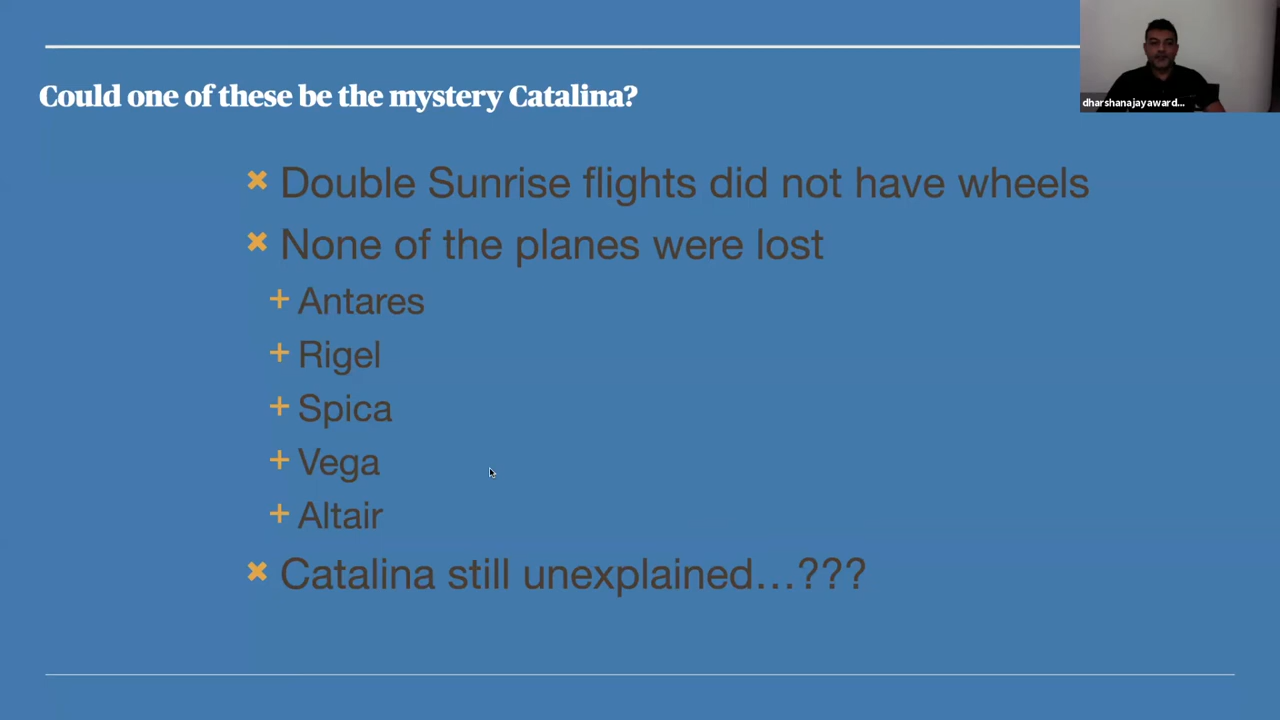 Could one of these be the mystery Catalina?
dharshanajayaward...
Double Sunrise flights did not have wheels
None of the planes were lost
Antares
Rigel
Spica
Vega
Altair
Catalina still unexplained...???